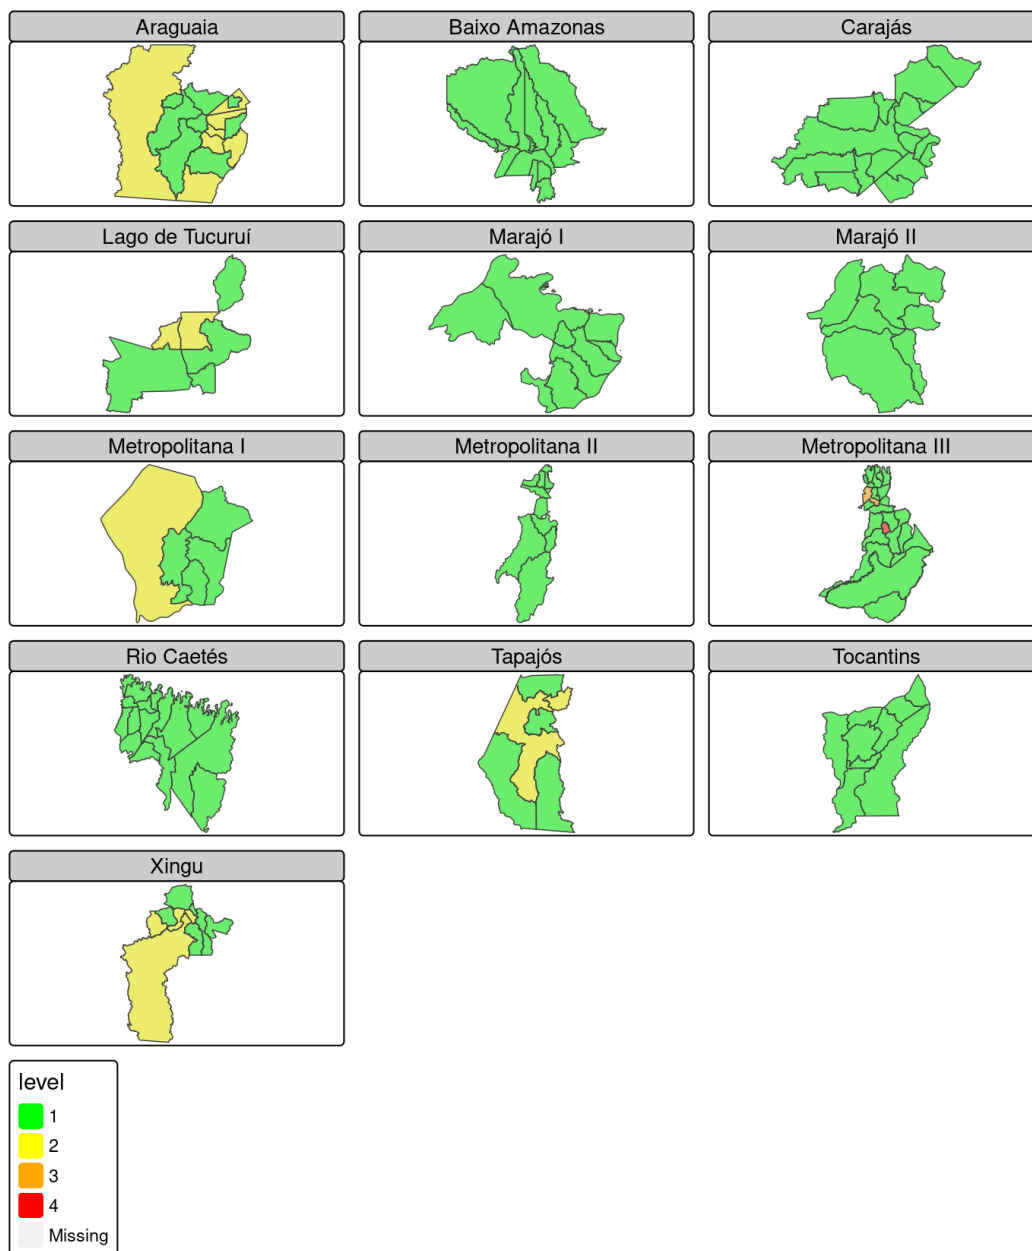 Araguaia
Baixo Amazonas
Carajás
Lago de Tucuruí
Marajó I
Marajó II
Metropolitana I
Metropolitana II
Metropolitana III
Rio Caetés
Tapajós
Tocantins
Xingu
level
1
2
3
4
Missing